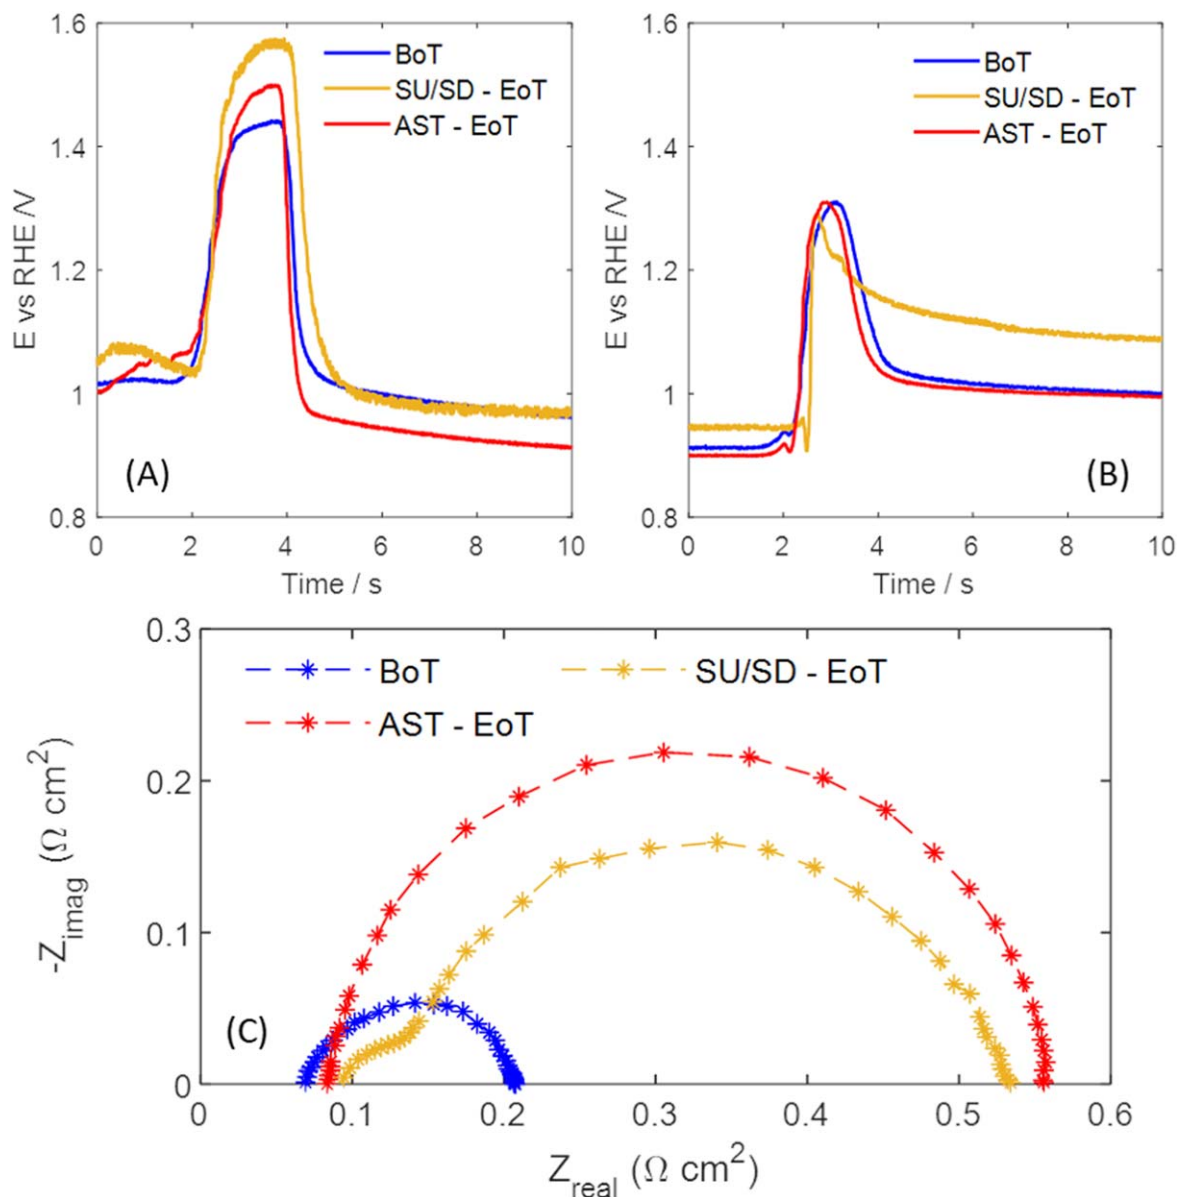 1.6
1.4
1.2
1
0.8
E vs RHE /V
BoT
SU/SD - EoT
AST - EoT
(A)
0 2 4 6 8 10
Time / s
1.6
1.4
1.2
1
0.8
E vs RHE /V
BoT
SU/SD - EoT
AST - EoT
(B)
0 2 4 6 8 10
Time / s
0.3
0.2
0.1
0
-Z_imag (Ω cm²)
BoT SU/SD - EoT
AST - EoT
(C)
0 0.1 0.2 0.3 0.4 0.5 0.6
Z_real (Ω cm²)